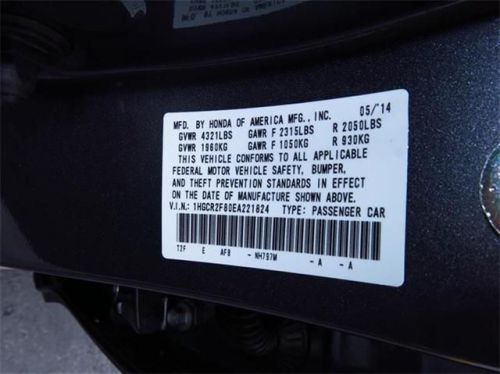 MFD. BY HONDA OF AMERICA MFG., INC. 05/'14
GVWR 4321LBS GAWR F 2315LBS R 2050LBS
GVWR 1960KG GAWR F 1050KG R 930KG
THIS VEHICLE CONFORMS TO ALL APPLICABLE
FEDERAL MOTOR VEHICLE SAFETY, BUMPER,
AND THEFT PREVENTION STANDARDS IN EFFECT
ON THE DATE OF MANUFACTURE SHOWN ABOVE.
V.I.N.: 1HGCR2F80EA221624 TYPE: PASSENGER CAR
T2F E AF8 - NH797M - A - A